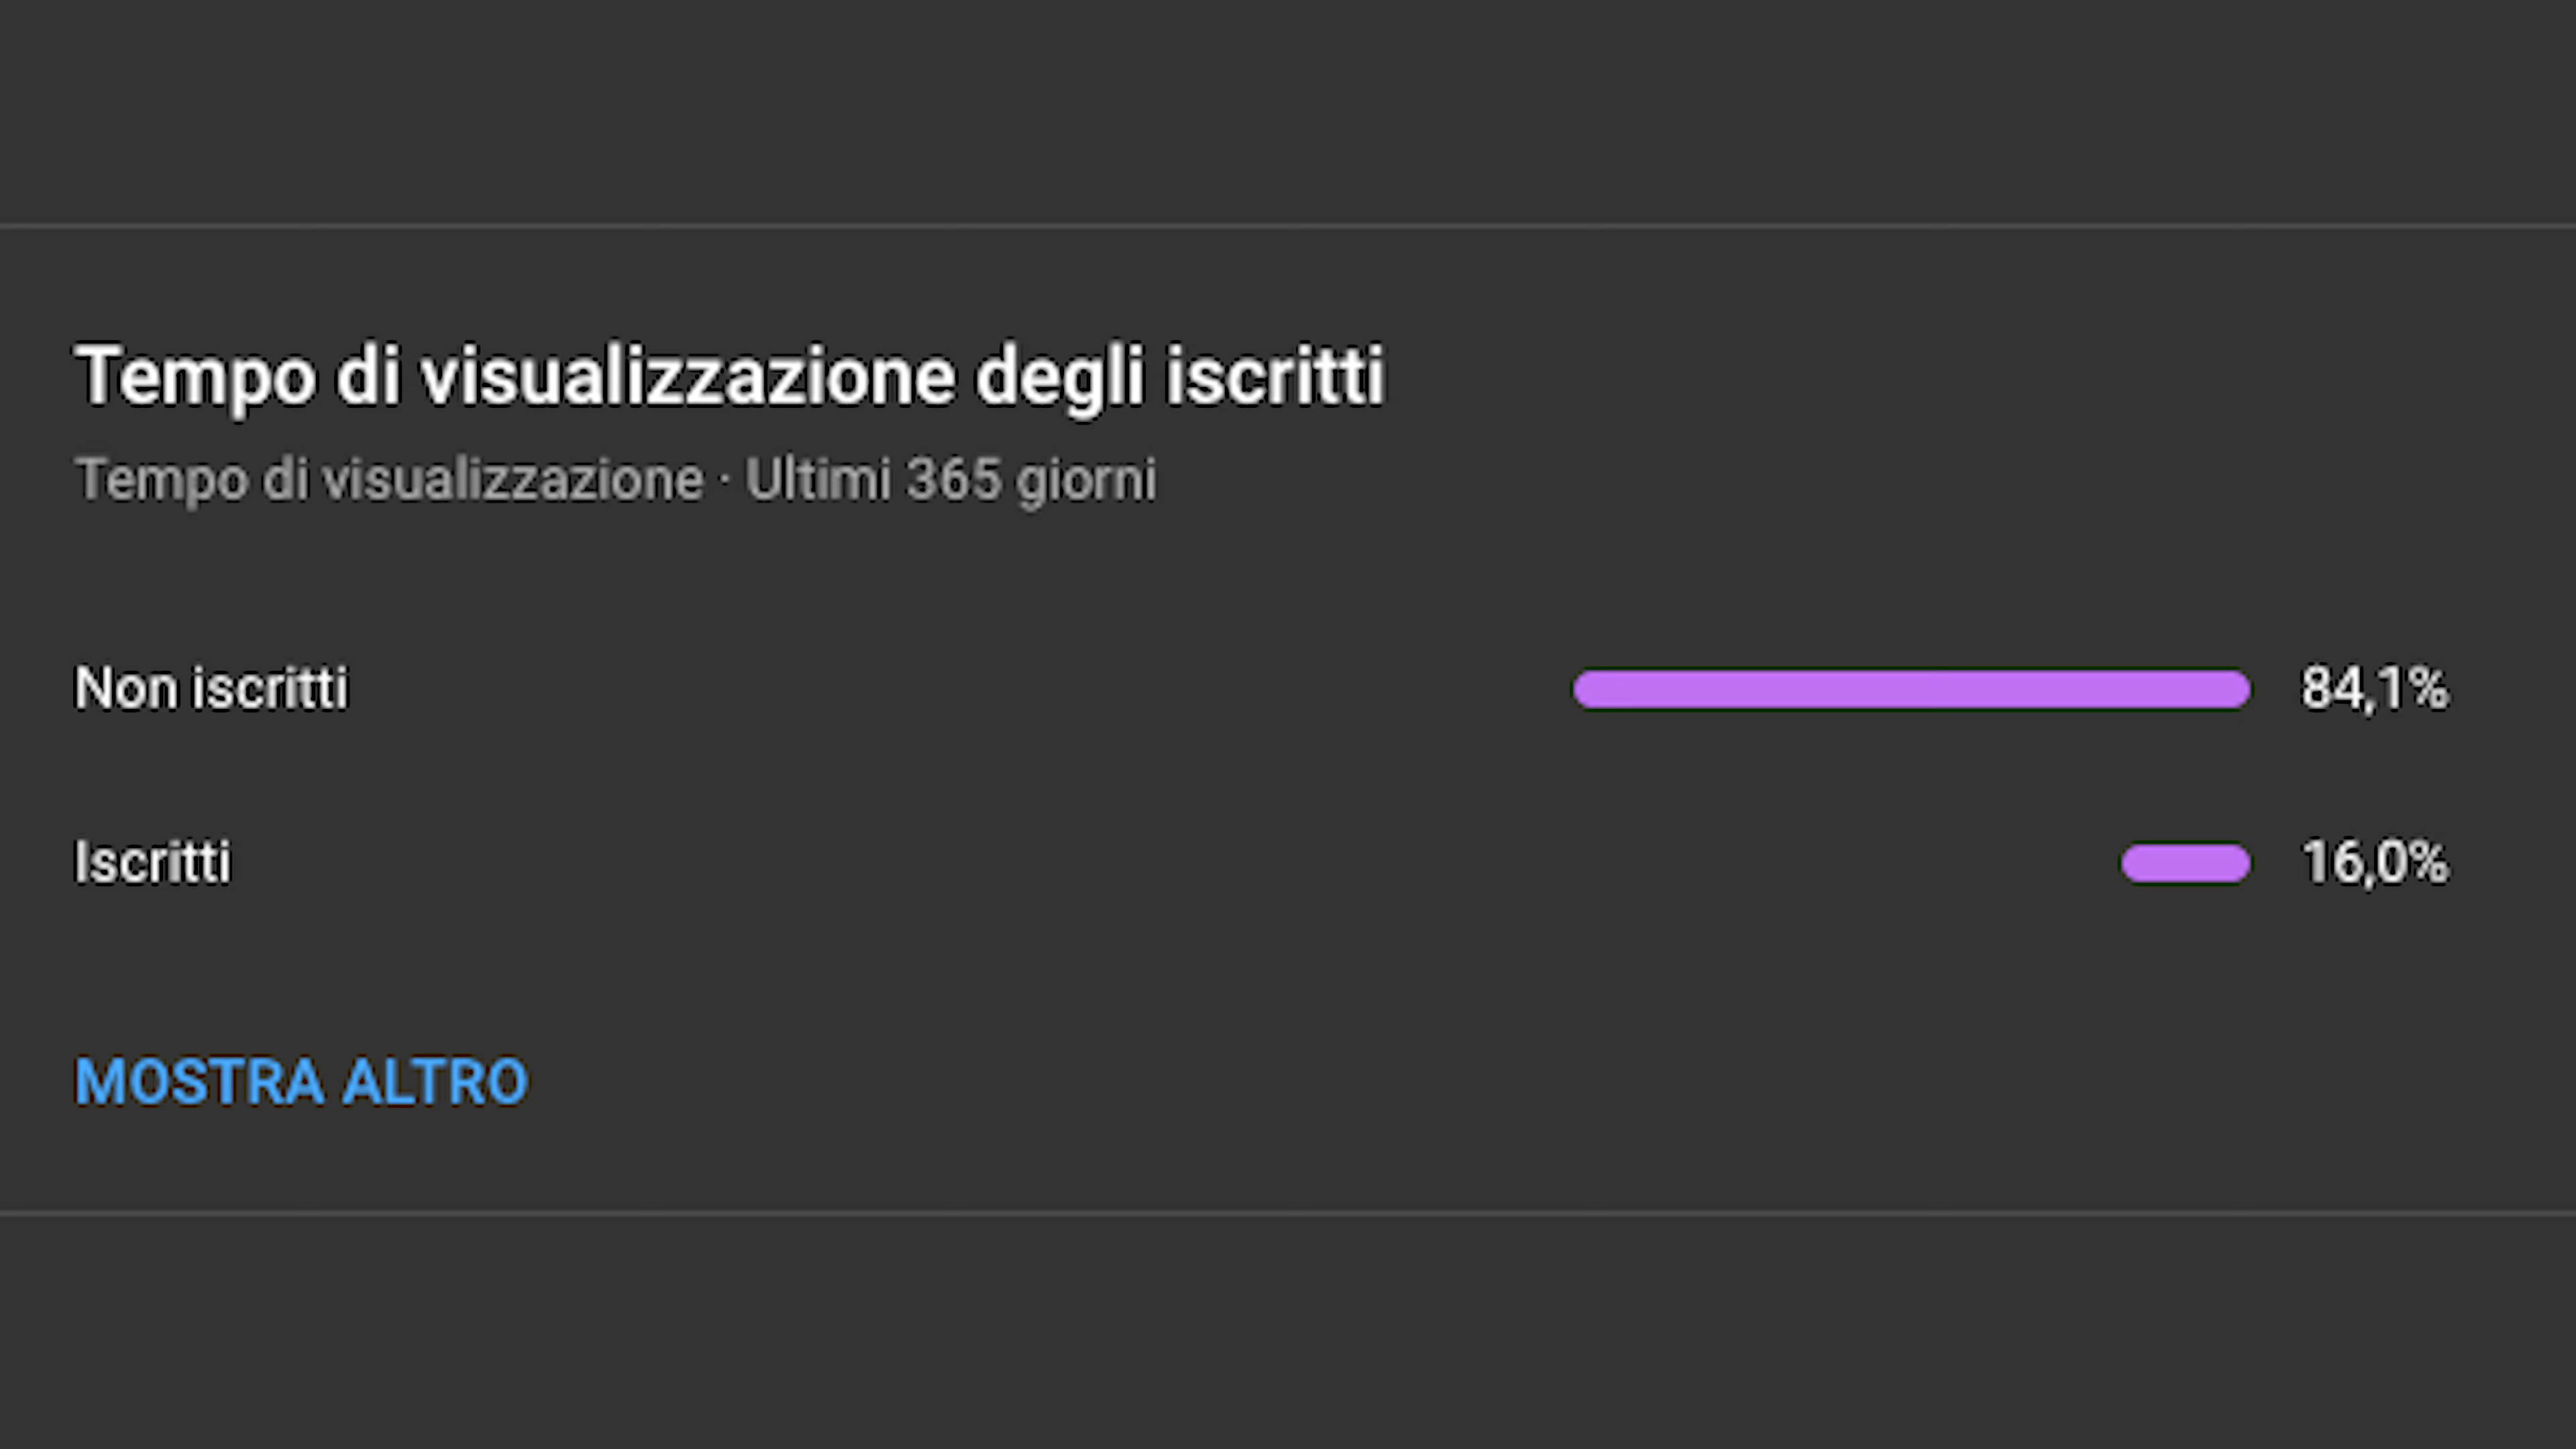 Tempo di visualizzazione degli iscritti
Tempo di visualizzazione · Ultimi 365 giorni
Non iscritti 84,1%
Iscritti 16,0%
MOSTRA ALTRO